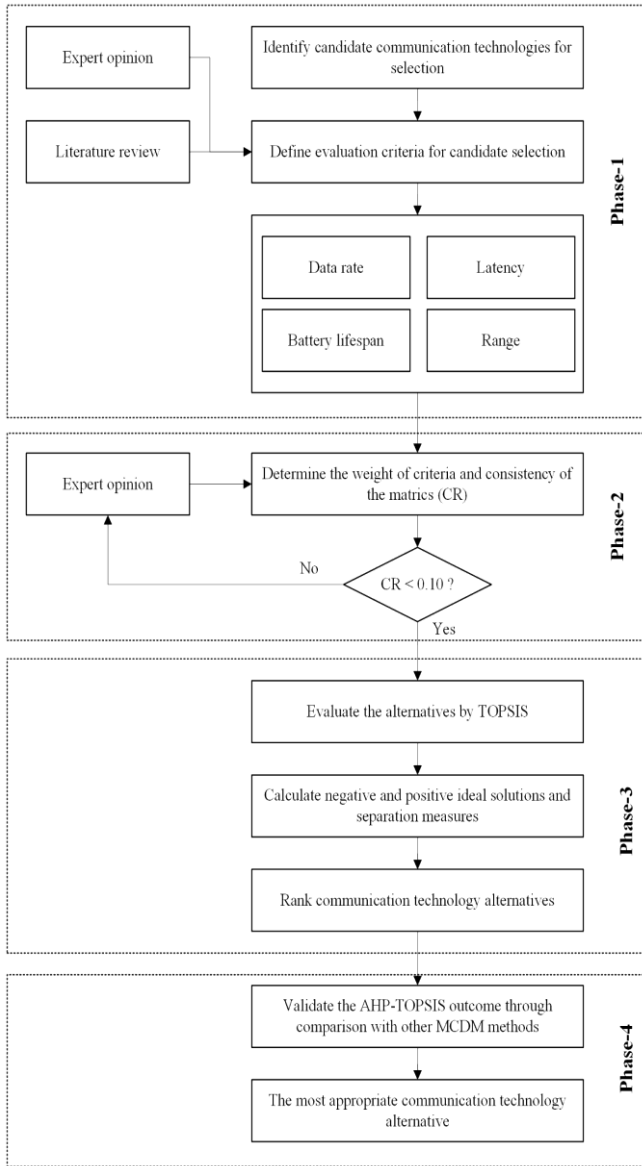 Expert opinion
Identify candidate communication technologies for
selection
Literature review
Define evaluation criteria for candidate selection
Data rate
Latency
Battery lifespan
Range
Phase-1
Expert opinion
Determine the weight of criteria and consistency of
the matrics (CR)
No
CR < 0.10 ?
Yes
Phase-2
Evaluate the alternatives by TOPSIS
Calculate negative and positive ideal solutions and
separation measures
Rank communication technology alternatives
Phase-3
Validate the AHP-TOPSIS outcome through
comparison with other MCDM methods
The most appropriate communication technology
alternative
Phase-4